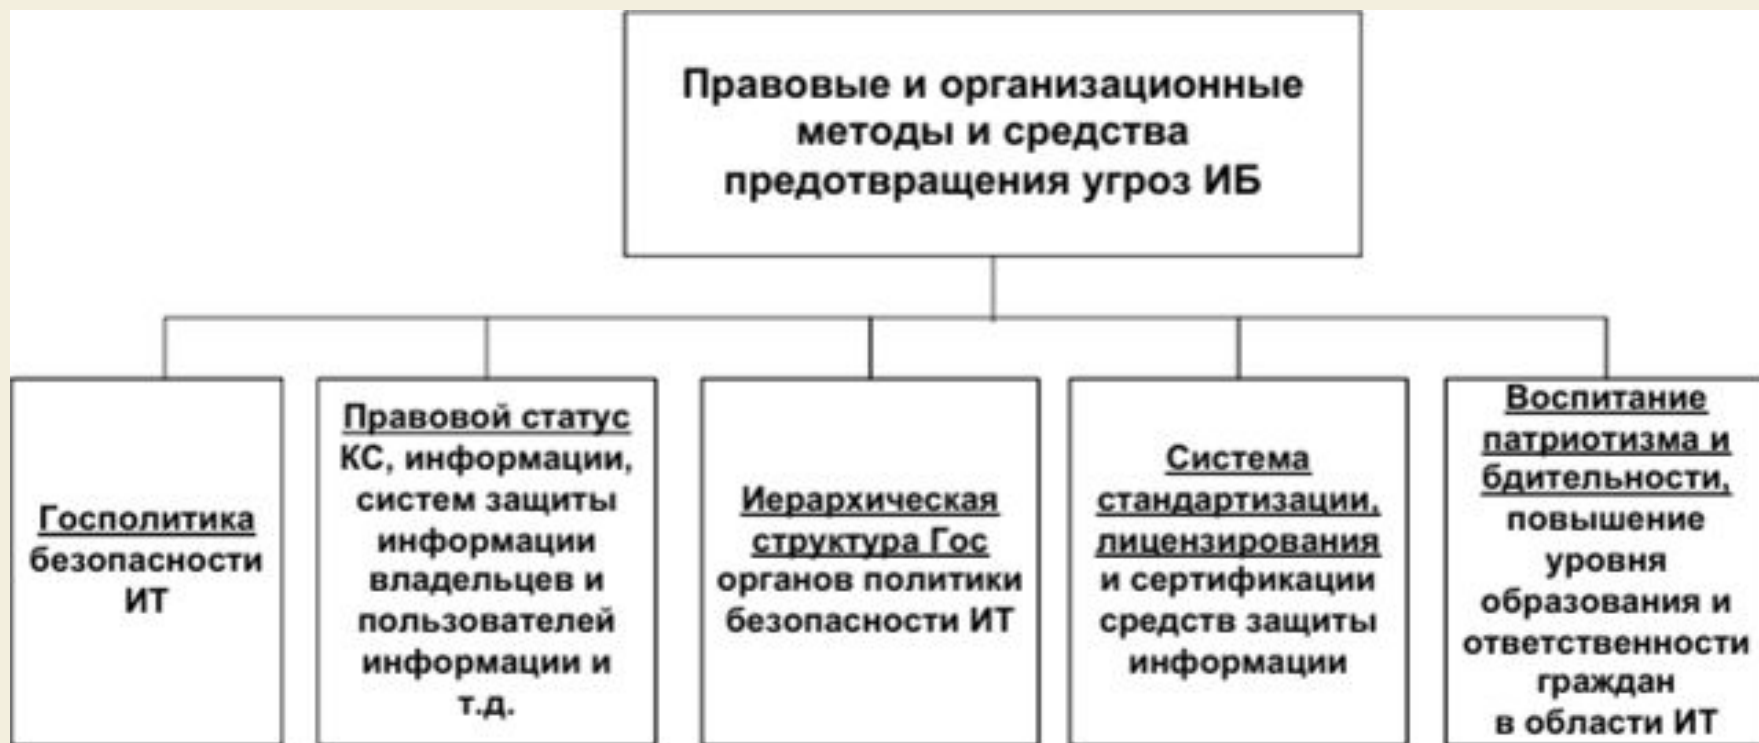 Правовые и организационные
методы и средства
предотвращения угроз ИБ
Госполитика
безопасности
ИТ
Правовой статус
КС, информации,
систем защиты
информации
владельцев и
пользователей
информации и
т.д.
Иерархическая
структура Гос
органов политики
безопасности ИТ
Система
стандартизации,
лицензирования
и сертификации
средств защиты
информации
Воспитание
патриотизма и
бдительности,
повышение
уровня
образования и
ответственности
граждан
в области ИТ